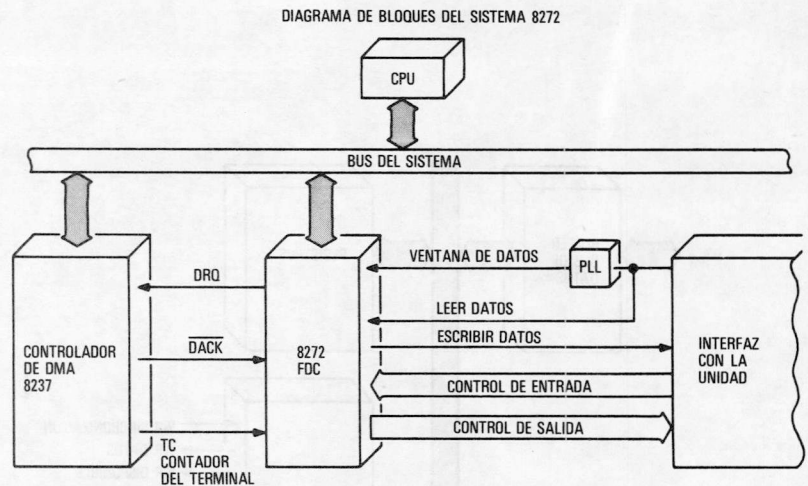 DIAGRAMA DE BLOQUES DEL SISTEMA 8272
CPU
BUS DEL SISTEMA
VENTANA DE DATOS
PLL
DRQ
LEER DATOS
ESCRIBIR DATOS
CONTROLADOR
DE DMA
8237
DACK
8272
FDC
INTERFAZ
CON LA
UNIDAD
CONTROL DE ENTRADA
CONTROL DE SALIDA
TC
CONTADOR
DEL TERMINAL